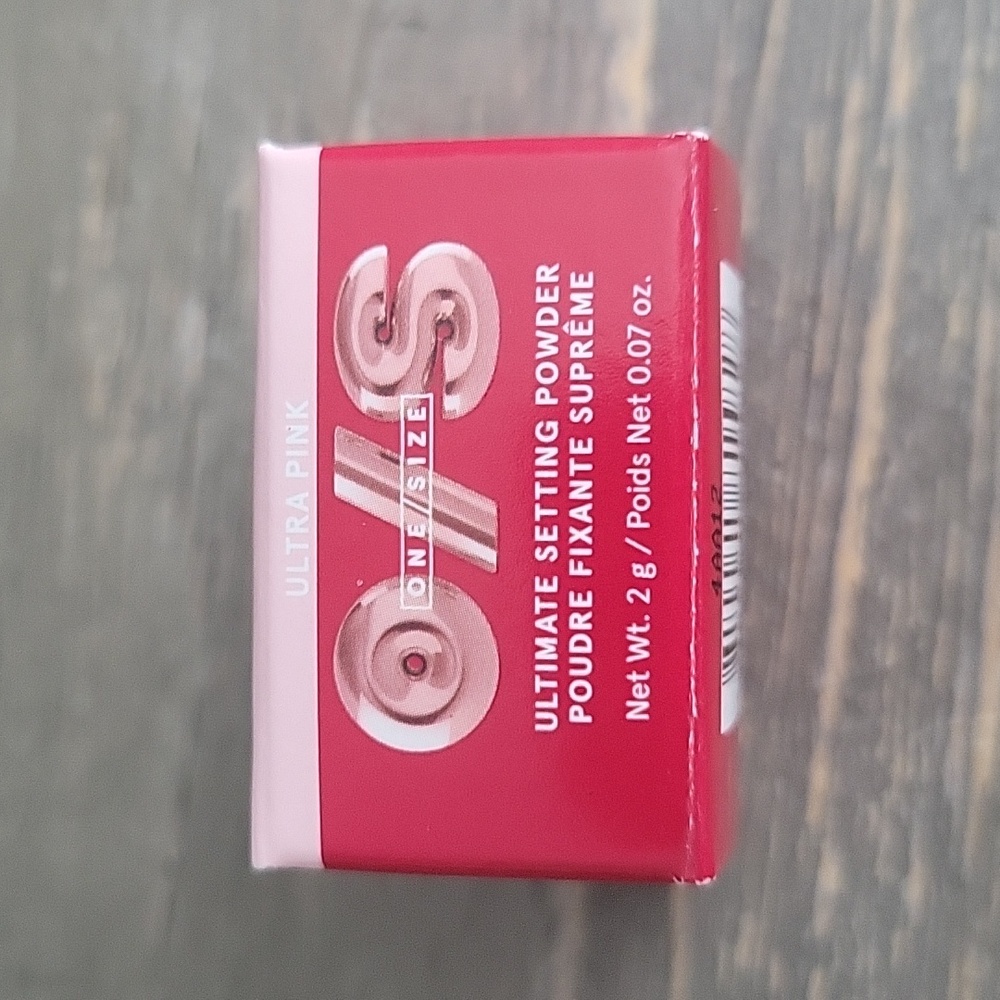 ULTRA PINK
O/S
ONE SIZE
ULTIMATE SETTING POWDER
POUDRE FIXANTE SUPRÊME
Net Wt. 2 g / Poids Net 0.07 oz.